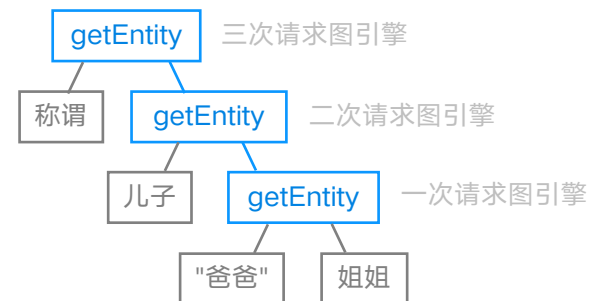 getEntity 三次请求图引擎
称谓 getEntity 二次请求图引擎
儿子 getEntity 一次请求图引擎
"爸爸" 姐姐